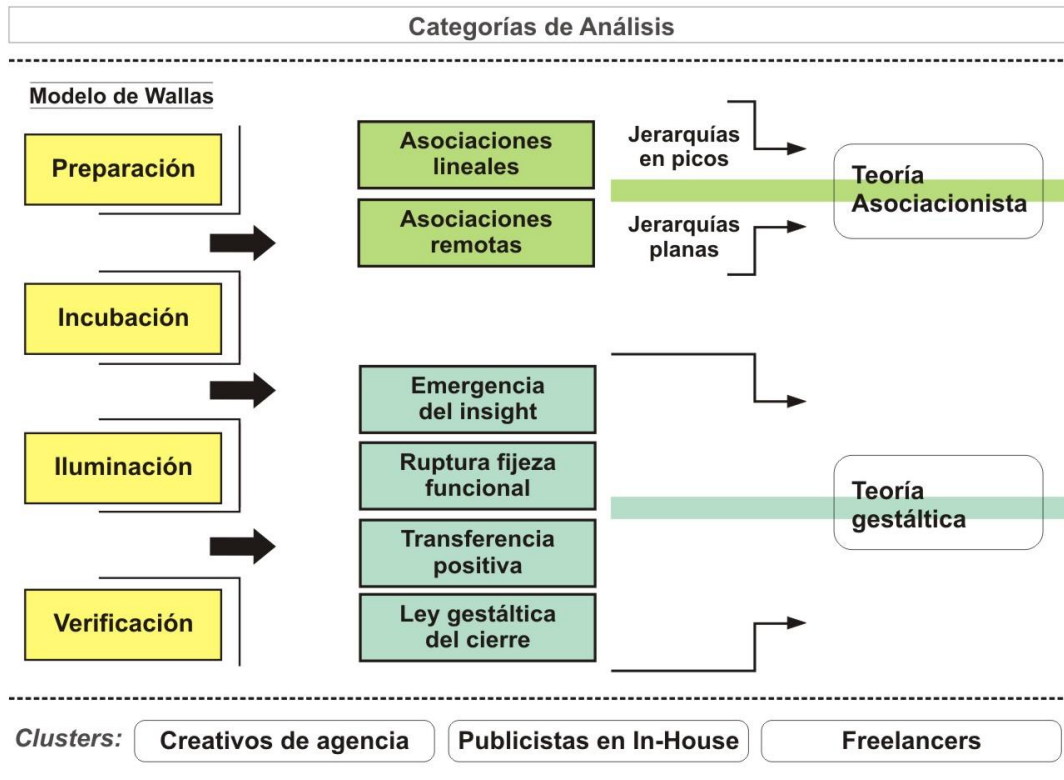 Categorías de Análisis
Modelo de Wallas
Preparación
Incubación
Iluminación
Verificación
Asociaciones
lineales
Asociaciones
remotas
Jerarquías
en picos
Jerarquías
planas
Teoría
Asociacionista
Emergencia
del insight
Ruptura fijeza
funcional
Transferencia
positiva
Ley gestáltica
del cierre
Teoría
gestáltica
Clusters:
Creativos de agencia
Publicistas en In-House
Freelancers